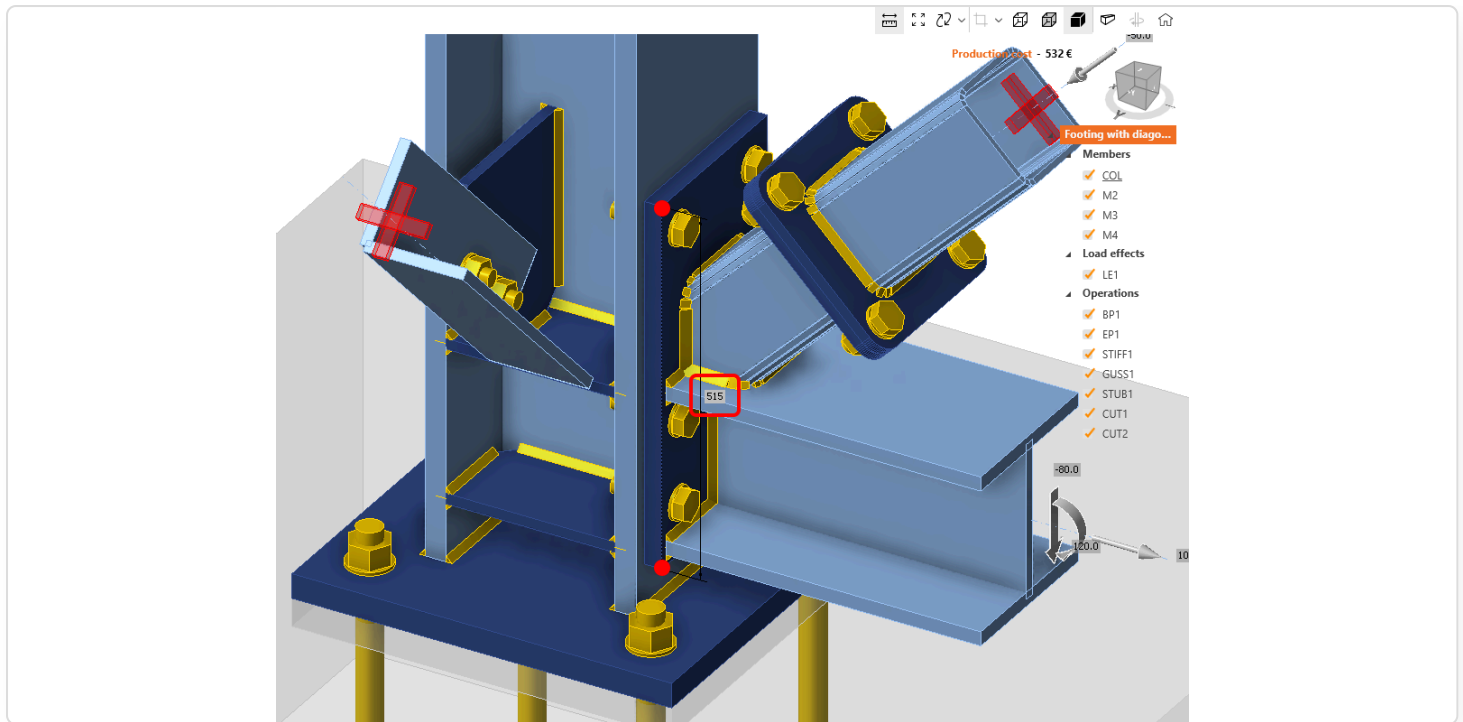 -50.0
Production cost - 532 €
Footing with diago...
Members
COL
M2
M3
M4
Load effects
LE1
Operations
BP1
EP1
STIFF1
GUSS1
STUB1
CUT1
CUT2
515
-80.0
120.0
10